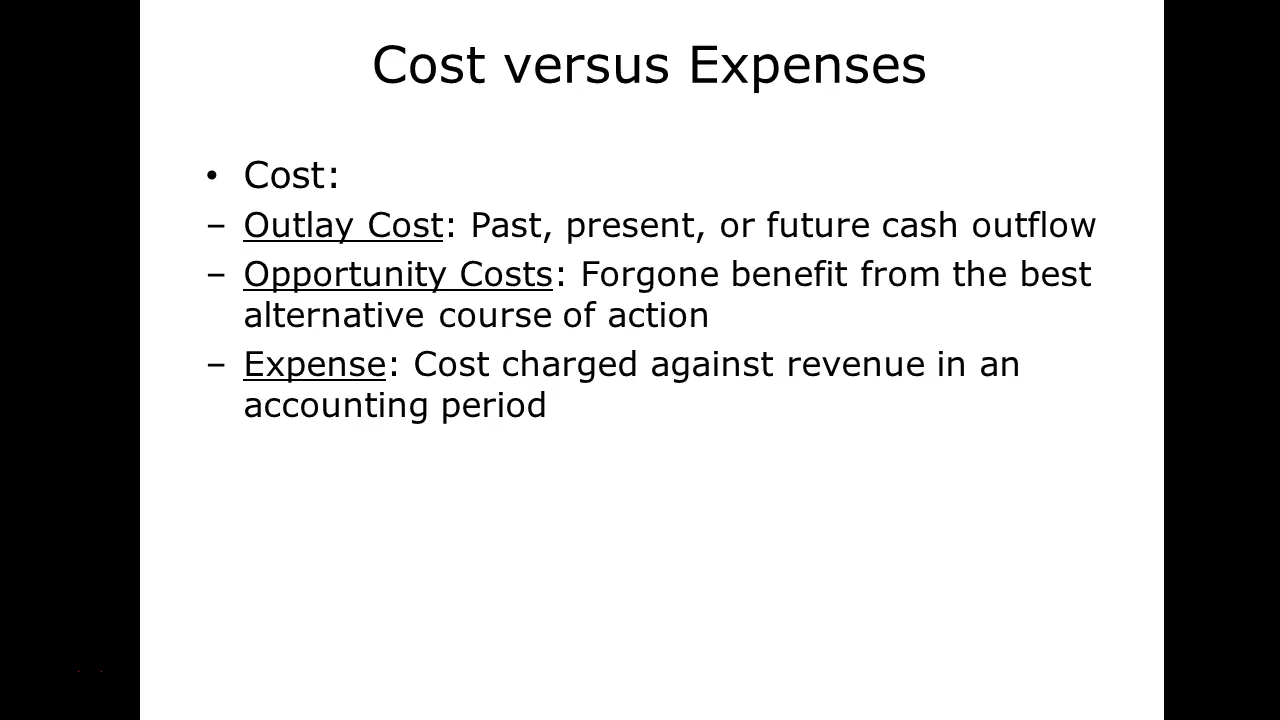 Cost versus Expenses
• Cost:
– Outlay Cost: Past, present, or future cash outflow
– Opportunity Costs: Forgone benefit from the best
alternative course of action
– Expense: Cost charged against revenue in an
accounting period